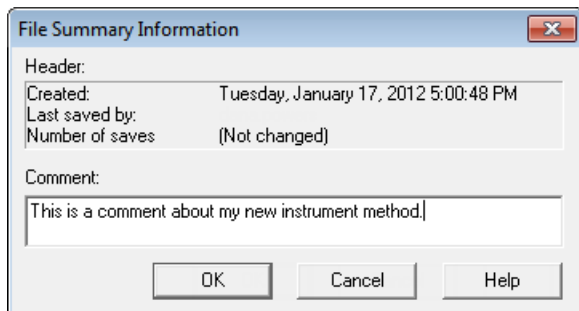 File Summary Information
Header:
Created: Tuesday, January 17, 2012 5:00:48 PM
Last saved by:
Number of saves (Not changed)
Comment:
This is a comment about my new instrument method.
OK Cancel Help